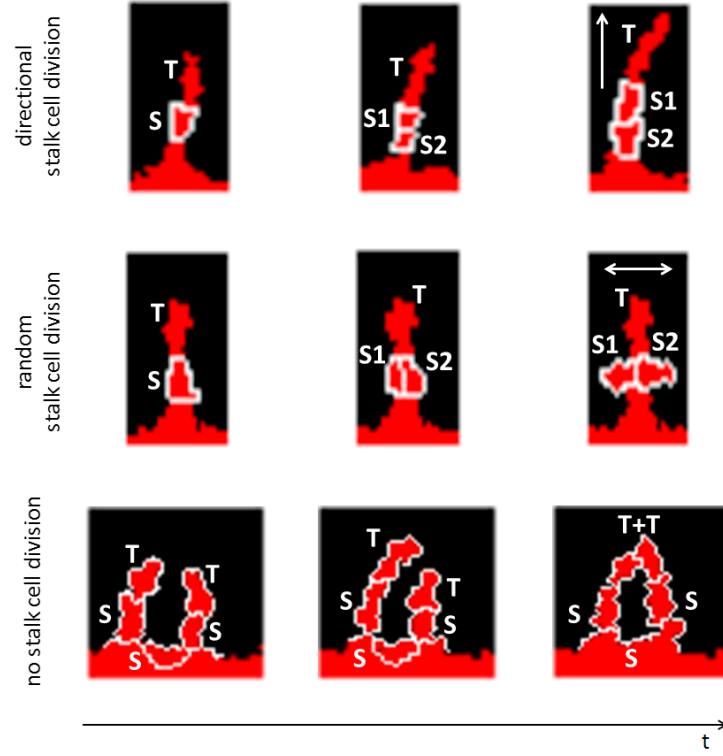 directional
stalk cell division
T
S
T
S1
S2
T
S1
S2
random
stalk cell division
T
S
T
S1
S2
T
S1
S2
no stalk cell division
T
T
S
S
S
T
T
S
S
S
T+T
S
S
S
t